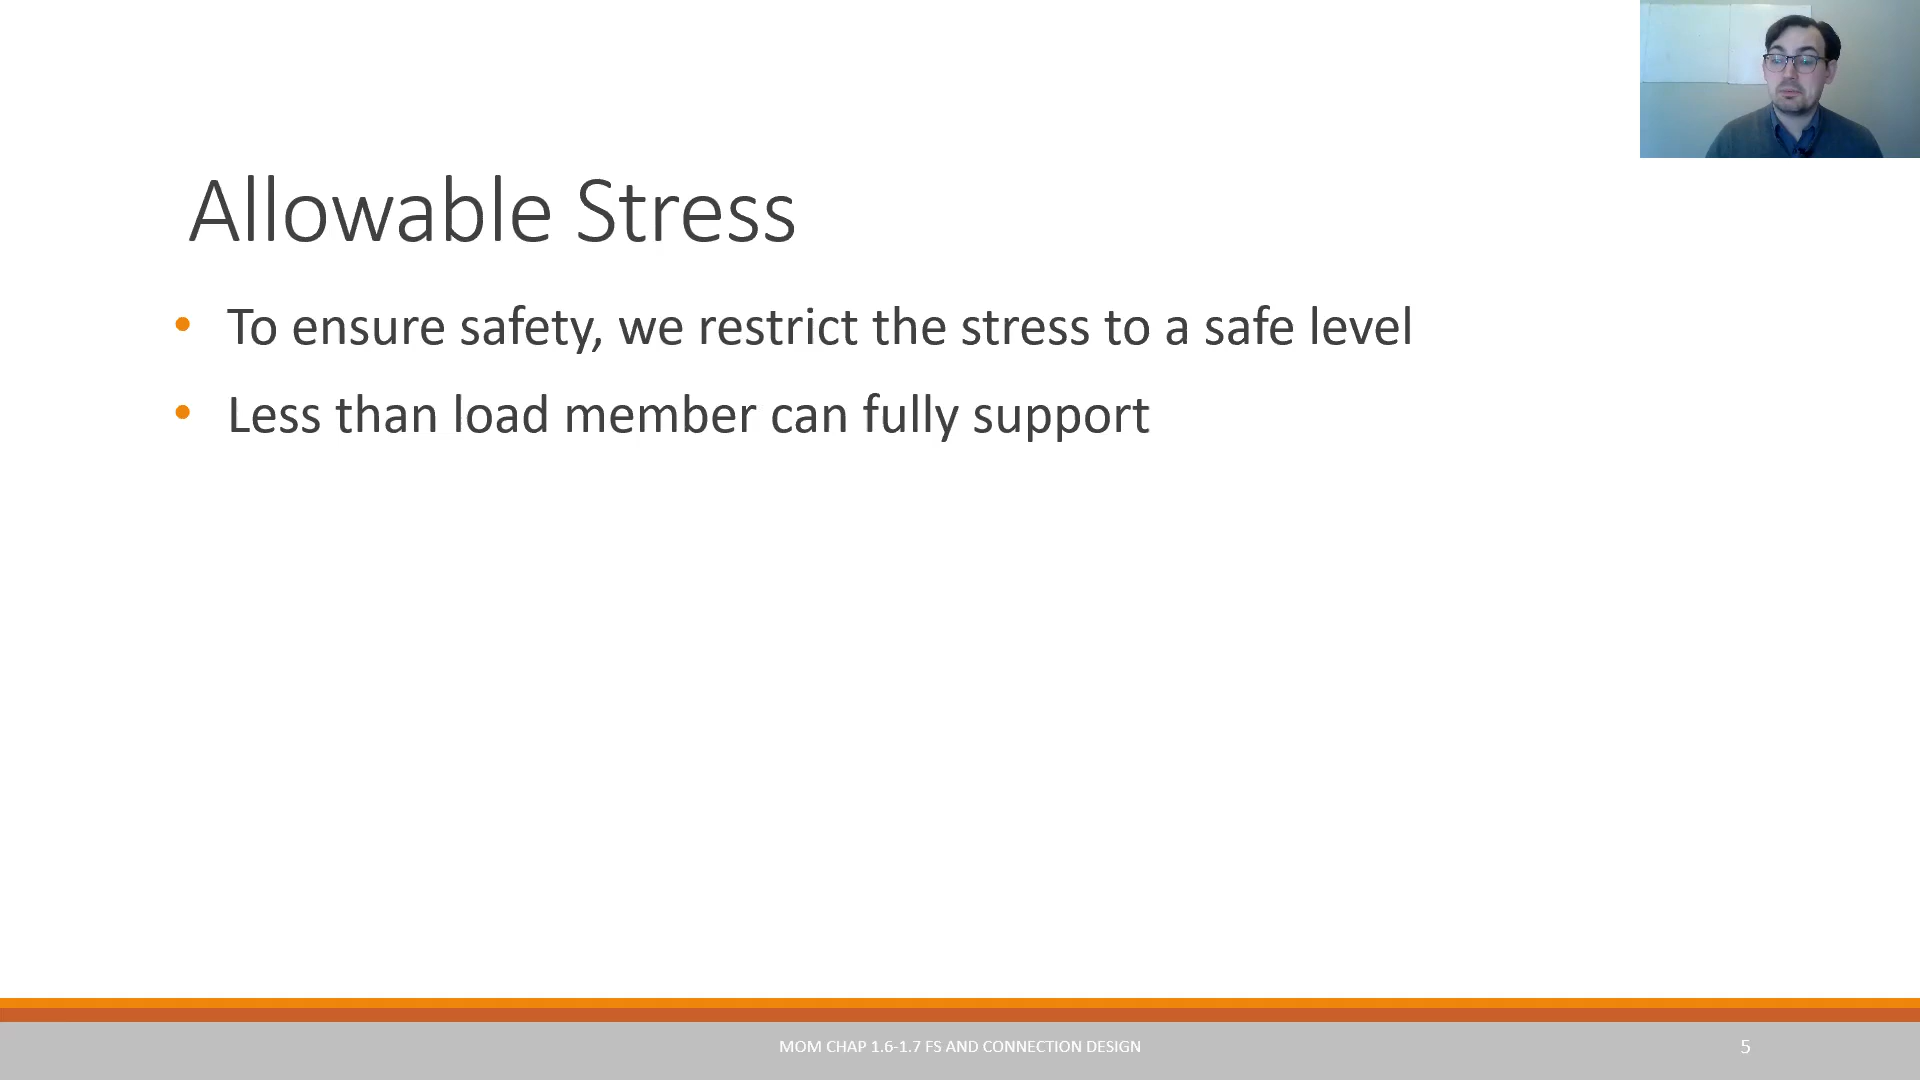 Allowable Stress
• To ensure safety, we restrict the stress to a safe level
• Less than load member can fully support
MOM CHAP 1.6-1.7 FS AND CONNECTION DESIGN
5